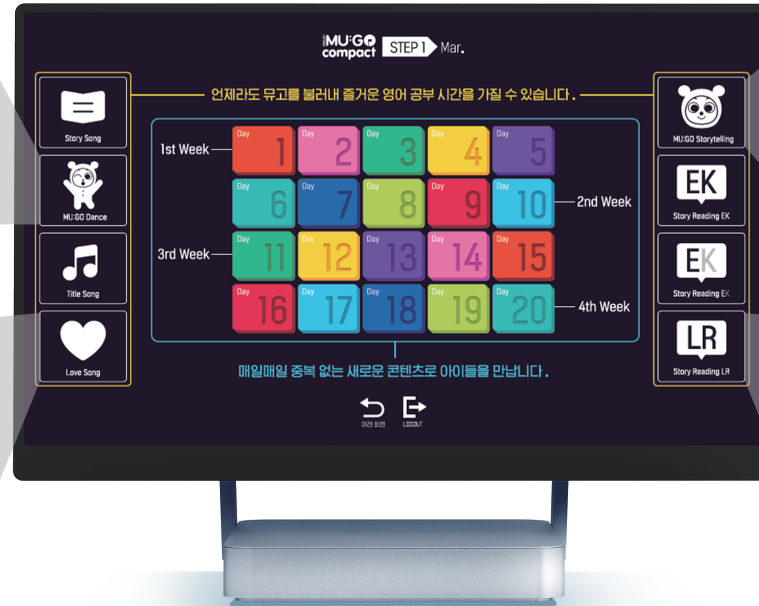 MU:GO
compact STEP 1 Mar.
언제라도 뮤고를 불러내 즐거운 영어 공부 시간을 가질 수 있습니다.
Story Song
MU:GO Dance
Title Song
Love Song
1st Week
Day 1
Day 2
Day 3
Day 4
Day 5
Day 6
Day 7
Day 8
Day 9
Day 10
2nd Week
3rd Week
Day 11
Day 12
Day 13
Day 14
Day 15
Day 16
Day 17
Day 18
Day 19
Day 20
4th Week
MU:GO Storytelling
EK
Story Reading EK
EK
Story Reading EK
LR
Story Reading LR
매일매일 중복 없는 새로운 콘텐츠로 아이들을 만납니다.
이전 화면
LOGOUT